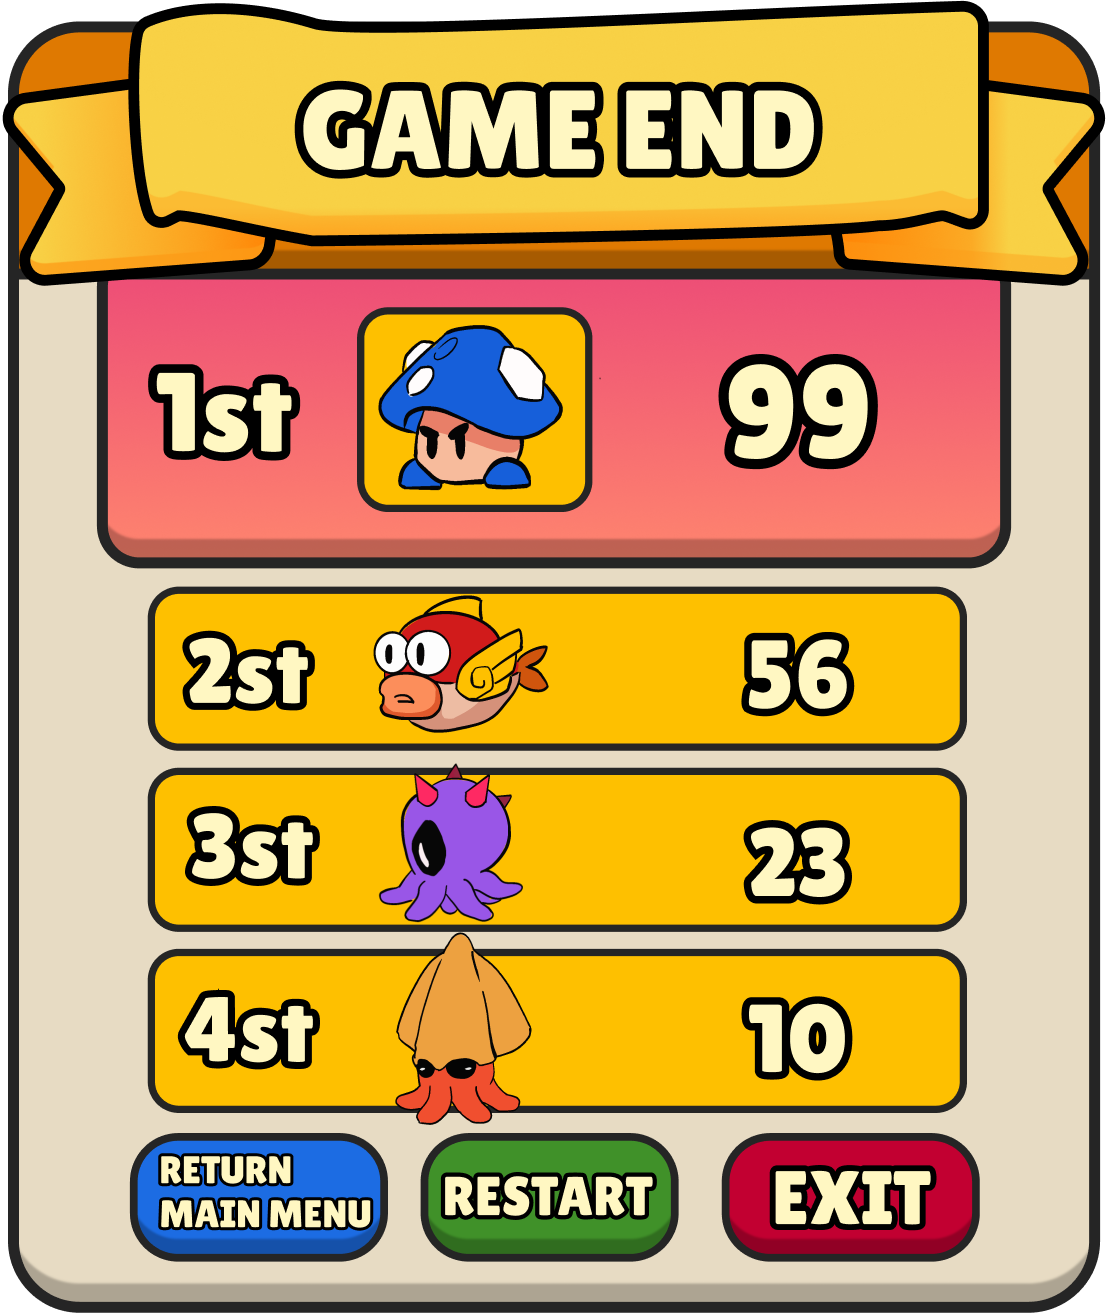 GAME END
1st 99
2st 56
3st 23
4st 10
RETURN
MAIN MENU
RESTART
EXIT